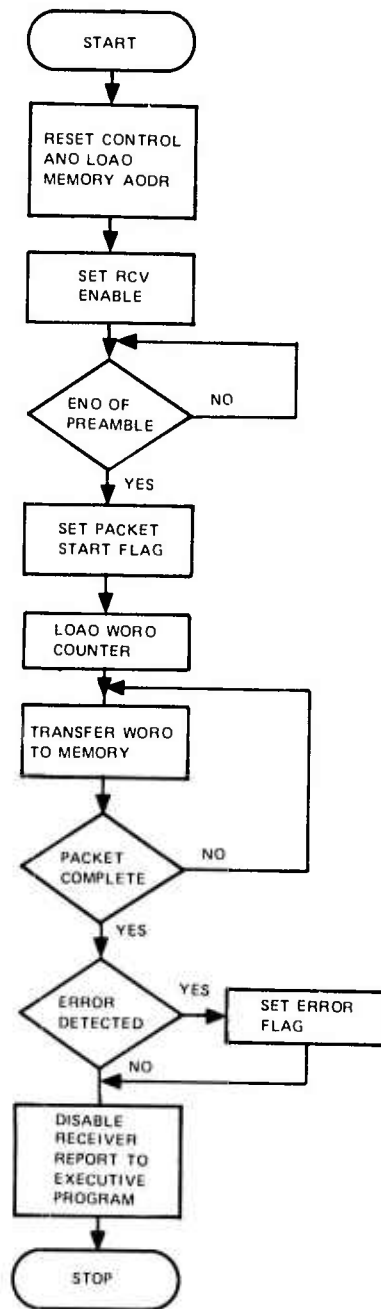 START
RESET CONTROL
AND LOAO
MEMORY AODR
SET RCV
ENABLE
ENO OF
PREAMBLE
NO
YES
SET PACKET
START FLAG
LOAO WORO
COUNTER
TRANSFER WORO
TO MEMORY
PACKET
COMPLETE
NO
YES
ERROR
DETECTED
YES
SET ERROR
FLAG
NO
DISABLE
RECEIVER
REPORT TO
EXECUTIVE
PROGRAM
STOP